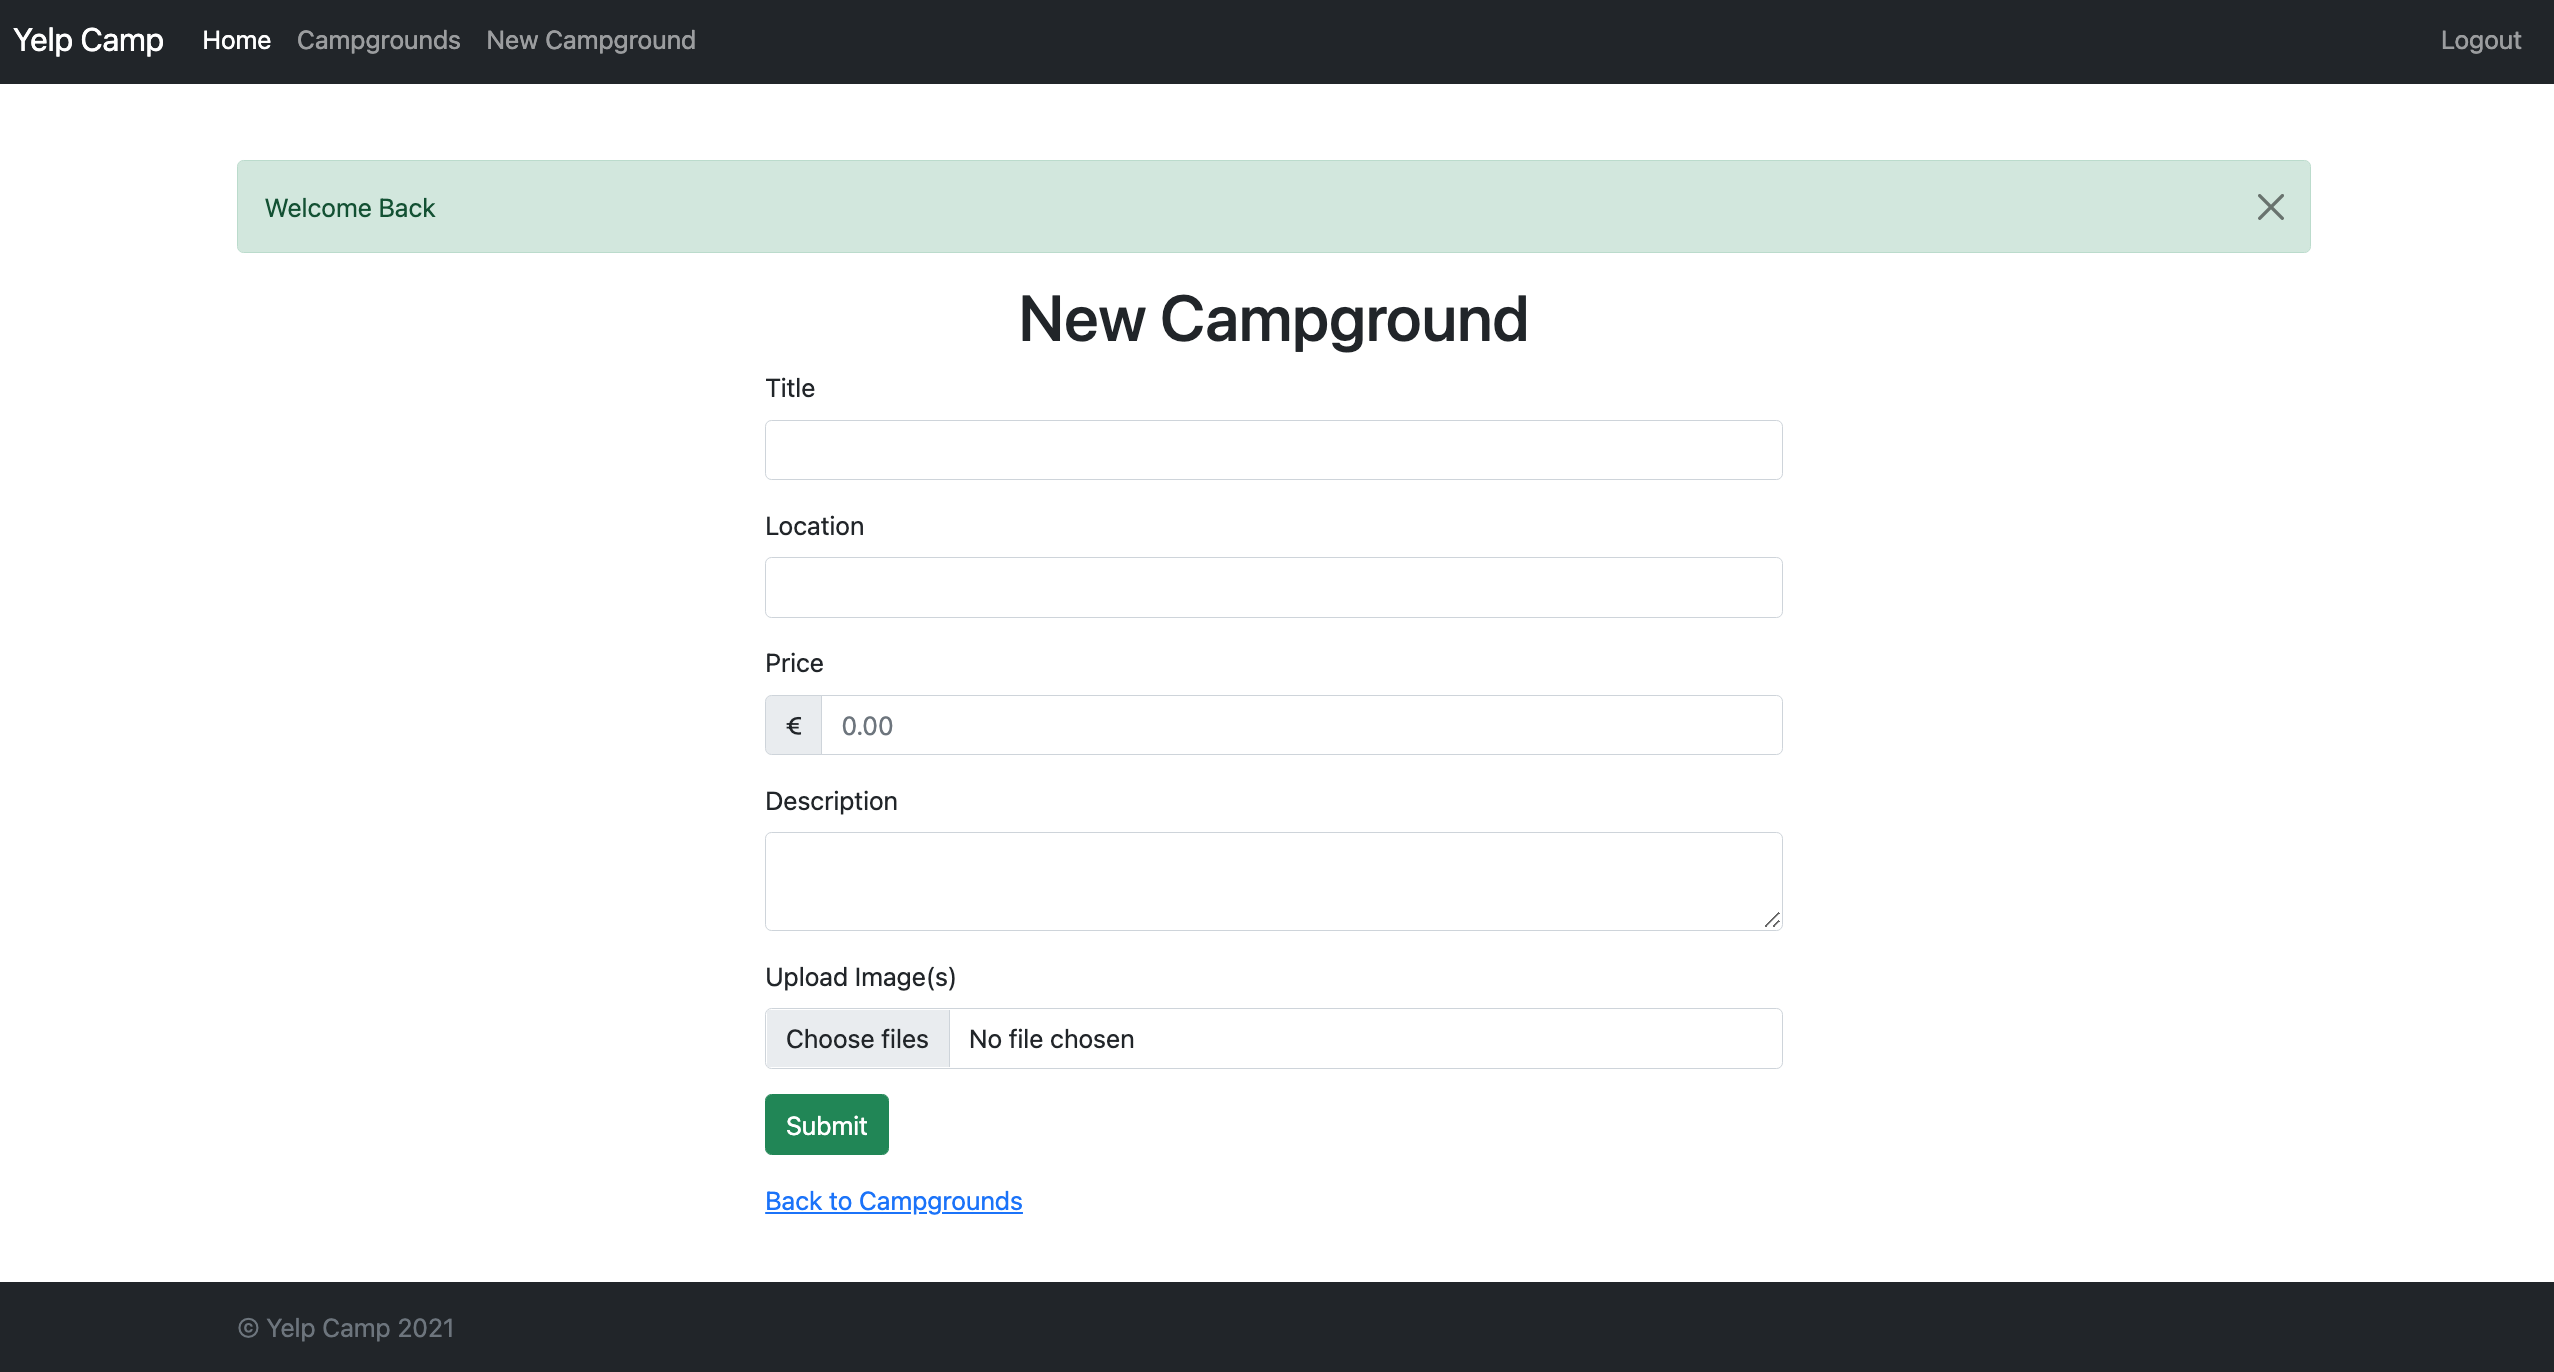 Yelp Camp Home Campgrounds New Campground Logout
Welcome Back
New Campground
Title
Location
Price
€ 0.00
Description
Upload Image(s)
Choose files No file chosen
Submit
Back to Campgrounds
© Yelp Camp 2021